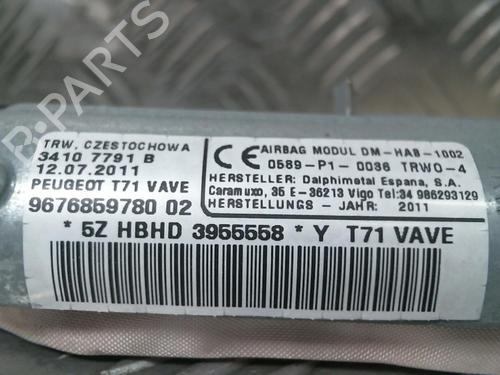 TRW, CZESTOCHOWA
3410 7791 B
12.07.2011
PEUGEOT T71 VAVE
9676859780 02
CE AIRBAG MODUL DM-HAB-1002
0589-P1-0036 TRWO-4
HERSTELLER: Dalphimetal Espana, S.A.
Caramuxo, 35 E-36213 Vigo Tel:34 986293129
HERSTELLUNGS - JAHR: 2011
* 5Z HBHD 3955558 * Y T71 VAVE
B-PARTS